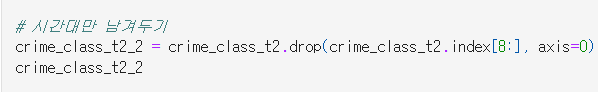 # 시간대만 남겨두기
crime_class_t2_2 = crime_class_t2.drop(crime_class_t2.index[8:], axis=0)
crime_class_t2_2